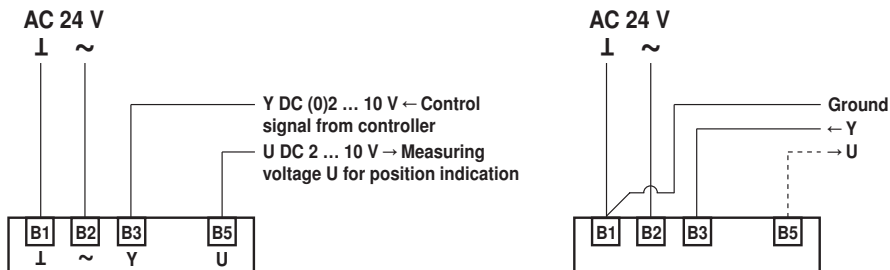 AC 24 V
⊥ ~
Y DC (0)2 … 10 V ← Control
signal from controller
U DC 2 … 10 V → Measuring
voltage U for position indication
B1 B2 B3 B5
⊥ ~ Y U
AC 24 V
⊥ ~
Ground
← Y
→ U
B1 B2 B3 B5